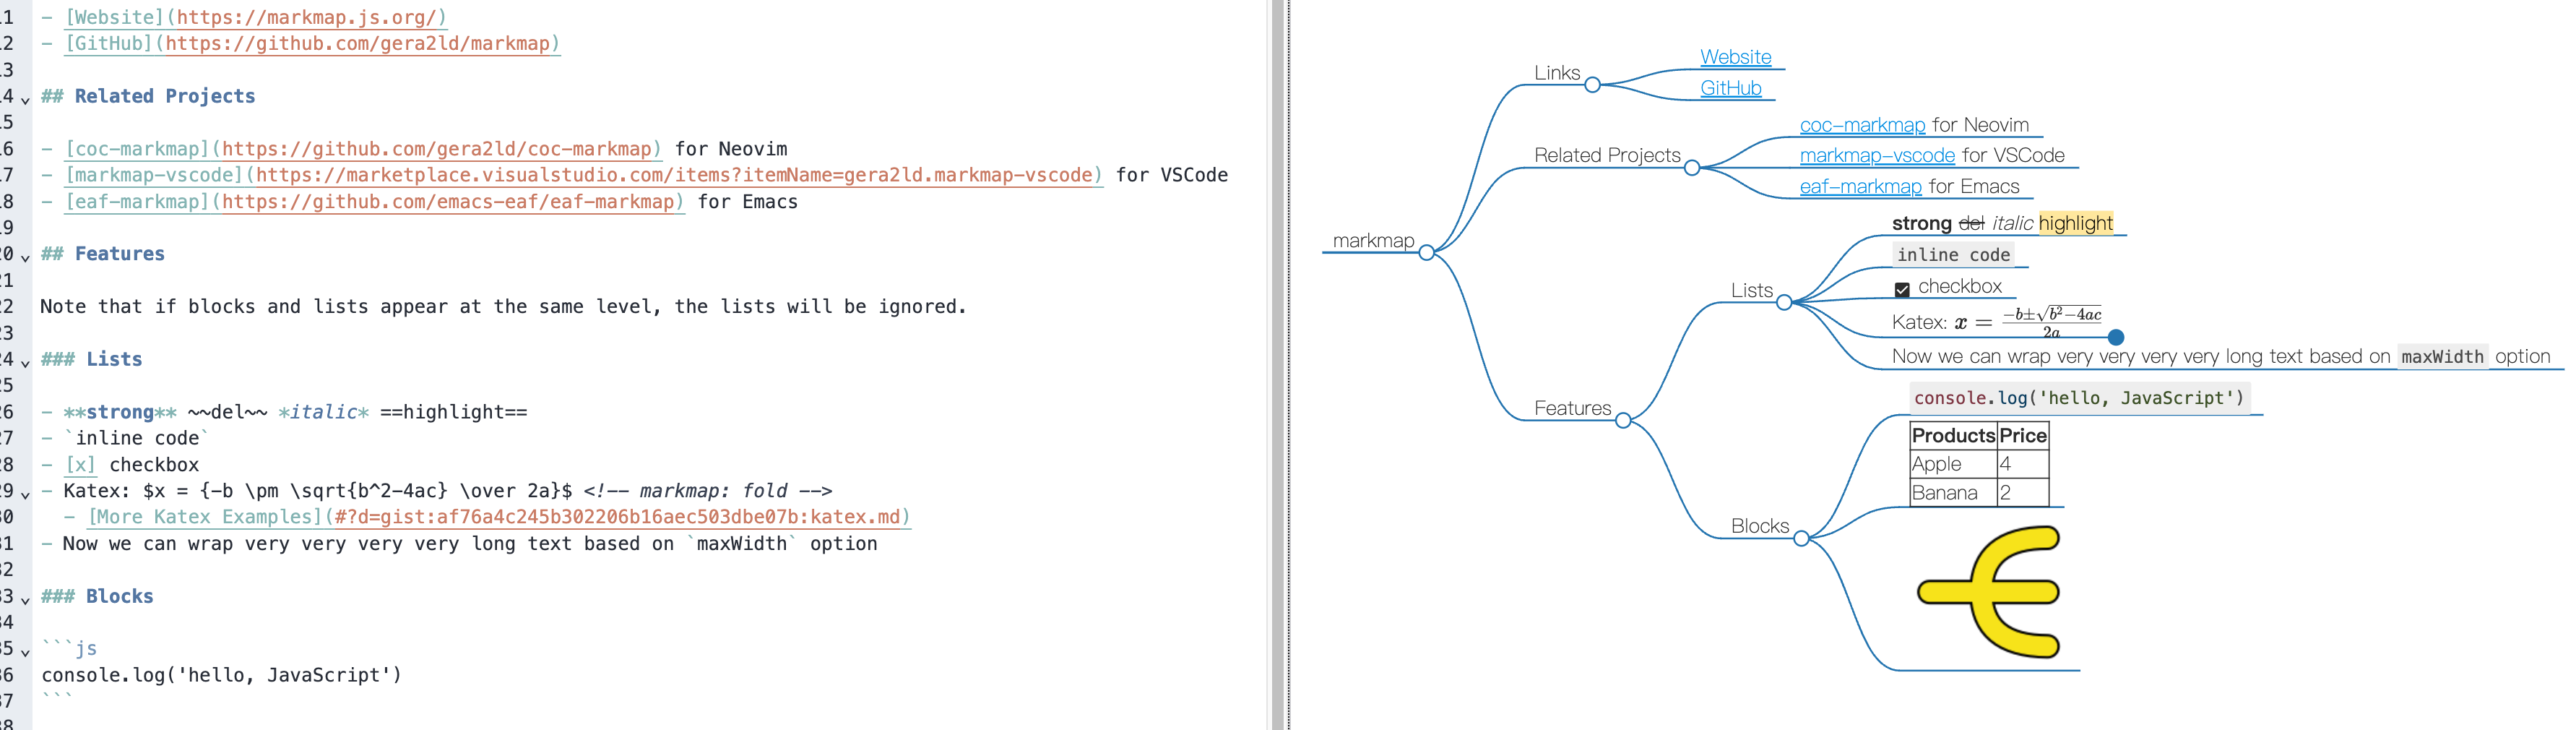 11 - [Website](https://markmap.js.org/)
12 - [GitHub](https://github.com/gera2ld/markmap)
13
14 ## Related Projects
15
16 - [coc-markmap](https://github.com/gera2ld/coc-markmap) for Neovim
17 - [markmap-vscode](https://marketplace.visualstudio.com/items?itemName=gera2ld.markmap-vscode) for VSCode
18 - [eaf-markmap](https://github.com/emacs-eaf/eaf-markmap) for Emacs
19
20 ## Features
21
22 Note that if blocks and lists appear at the same level, the lists will be ignored.
23
24 ### Lists
25
26 - **strong** ~~del~~ *italic* ==highlight==
27 - `inline code`
28 - [x] checkbox
29 - Katex: $x = {-b \pm \sqrt{b^2-4ac} \over 2a}$ <!-- markmap: fold -->
30   - [More Katex Examples](#?d=gist:af76a4c245b302206b16aec503dbe07b:katex.md)
31 - Now we can wrap very very very very long text based on `maxWidth` option
32
33 ### Blocks
34
35 ```js
36 console.log('hello, JavaScript')
37 ```
38
markmap
Links
Website
GitHub
Related Projects
coc-markmap for Neovim
markmap-vscode for VSCode
eaf-markmap for Emacs
Features
Lists
strong del italic highlight
inline code
checkbox
Katex: x = −b±√b²−4ac / 2a
Now we can wrap very very very very long text based on maxWidth option
Blocks
console.log('hello, JavaScript')
Products Price
Apple 4
Banana 2